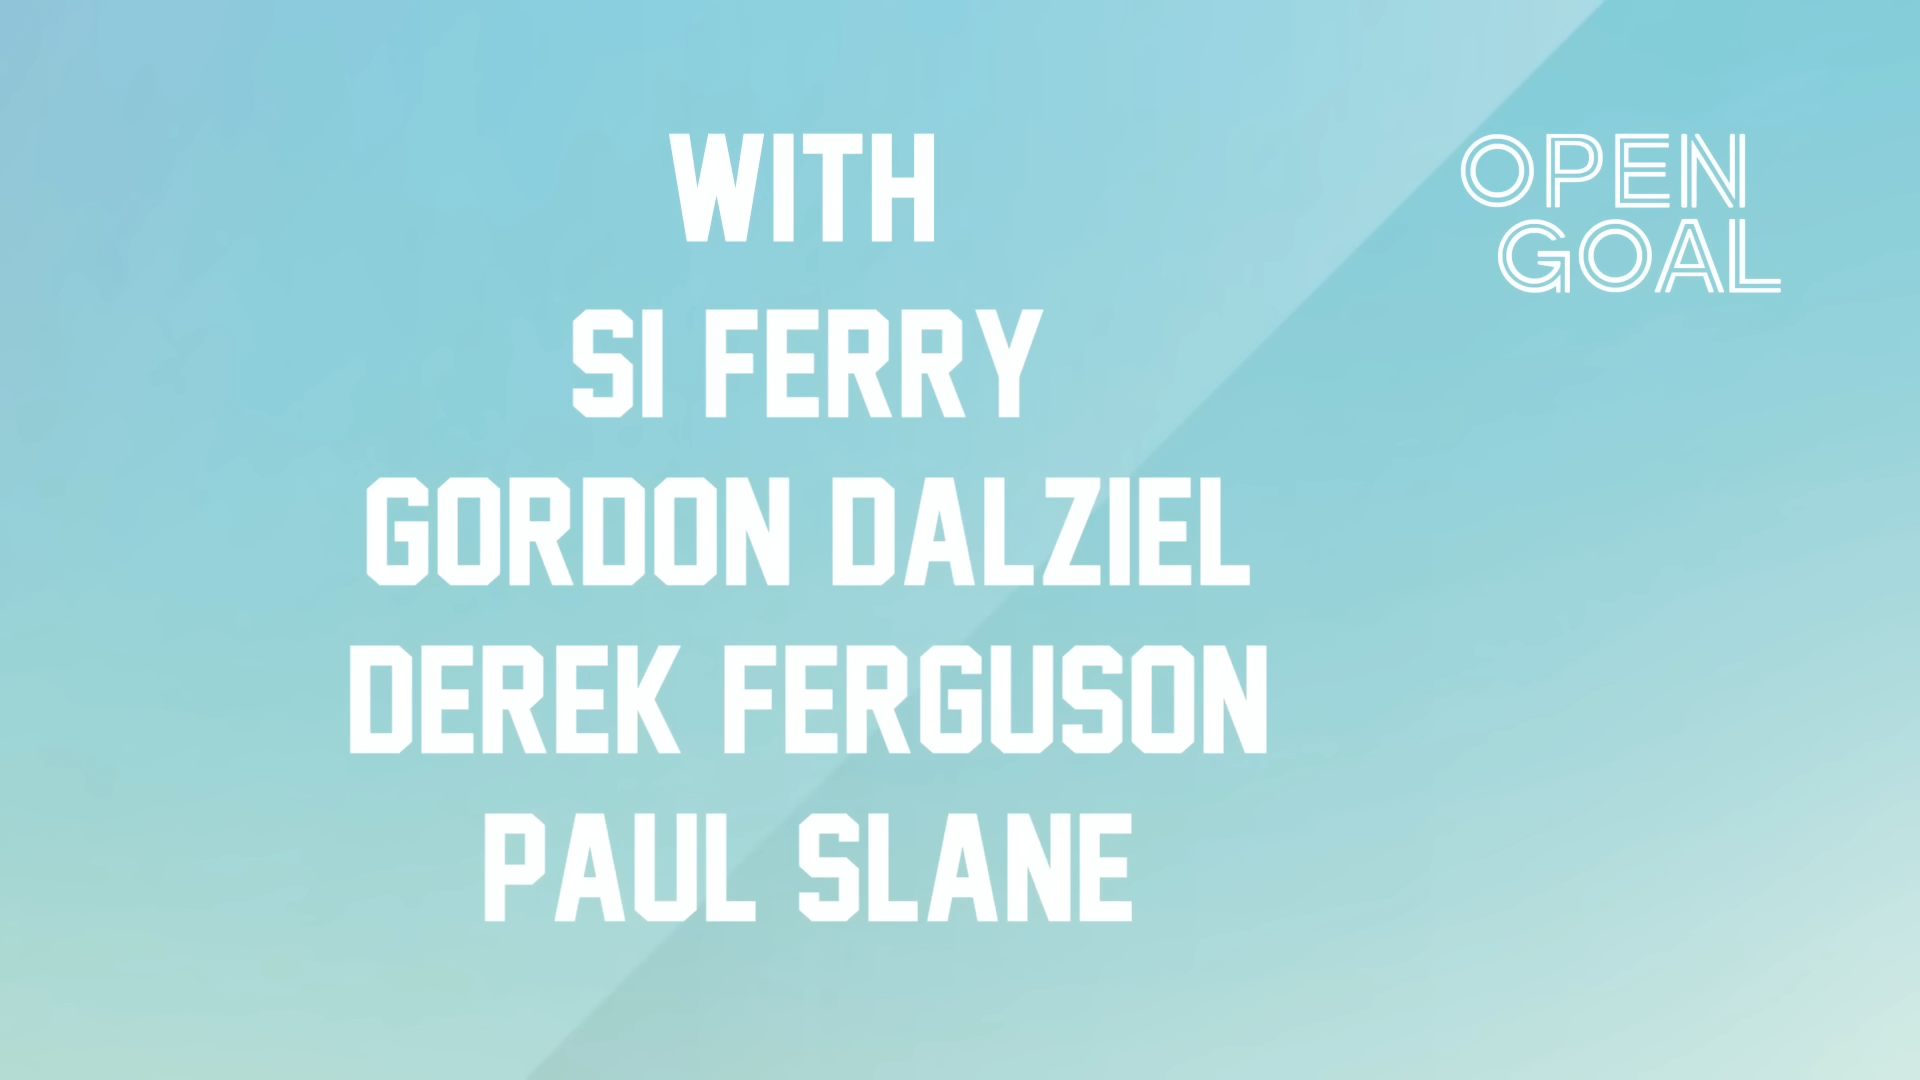 WITH
SI FERRY
GORDON DALZIEL
DEREK FERGUSON
PAUL SLANE
OPEN
GOAL